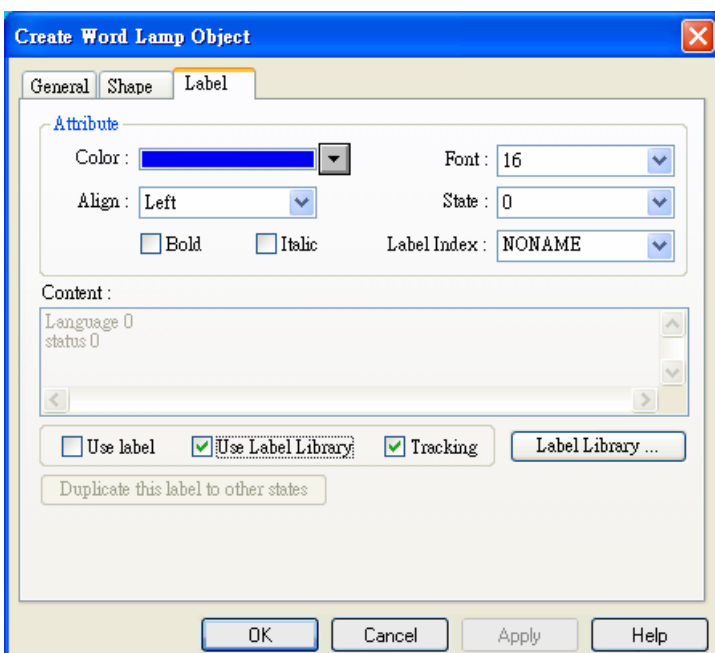 Create Word Lamp Object
General Shape Label
Attribute
Color : Font : 16
Align : Left State : 0
Bold Italic Label Index : NONAME
Content :
Language 0
status 0
Use label Use Label Library Tracking Label Library ...
Duplicate this label to other states
OK Cancel Apply Help